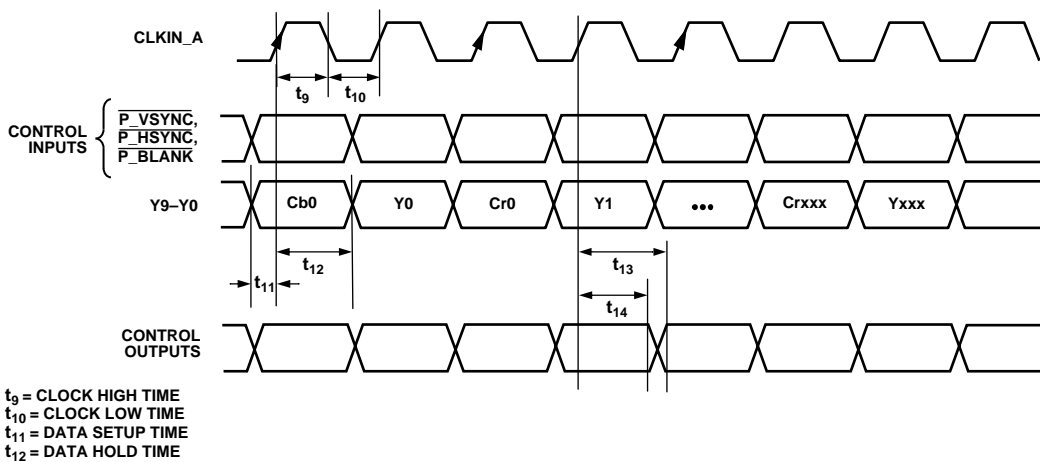 CLKIN_A
t9
t10
CONTROL
INPUTS
P_VSYNC,
P_HSYNC,
P_BLANK
Y9–Y0
Cb0
Y0
Cr0
Y1
•••
Crxxx
Yxxx
t12
t13
t11
t14
CONTROL
OUTPUTS
t9 = CLOCK HIGH TIME
t10 = CLOCK LOW TIME
t11 = DATA SETUP TIME
t12 = DATA HOLD TIME